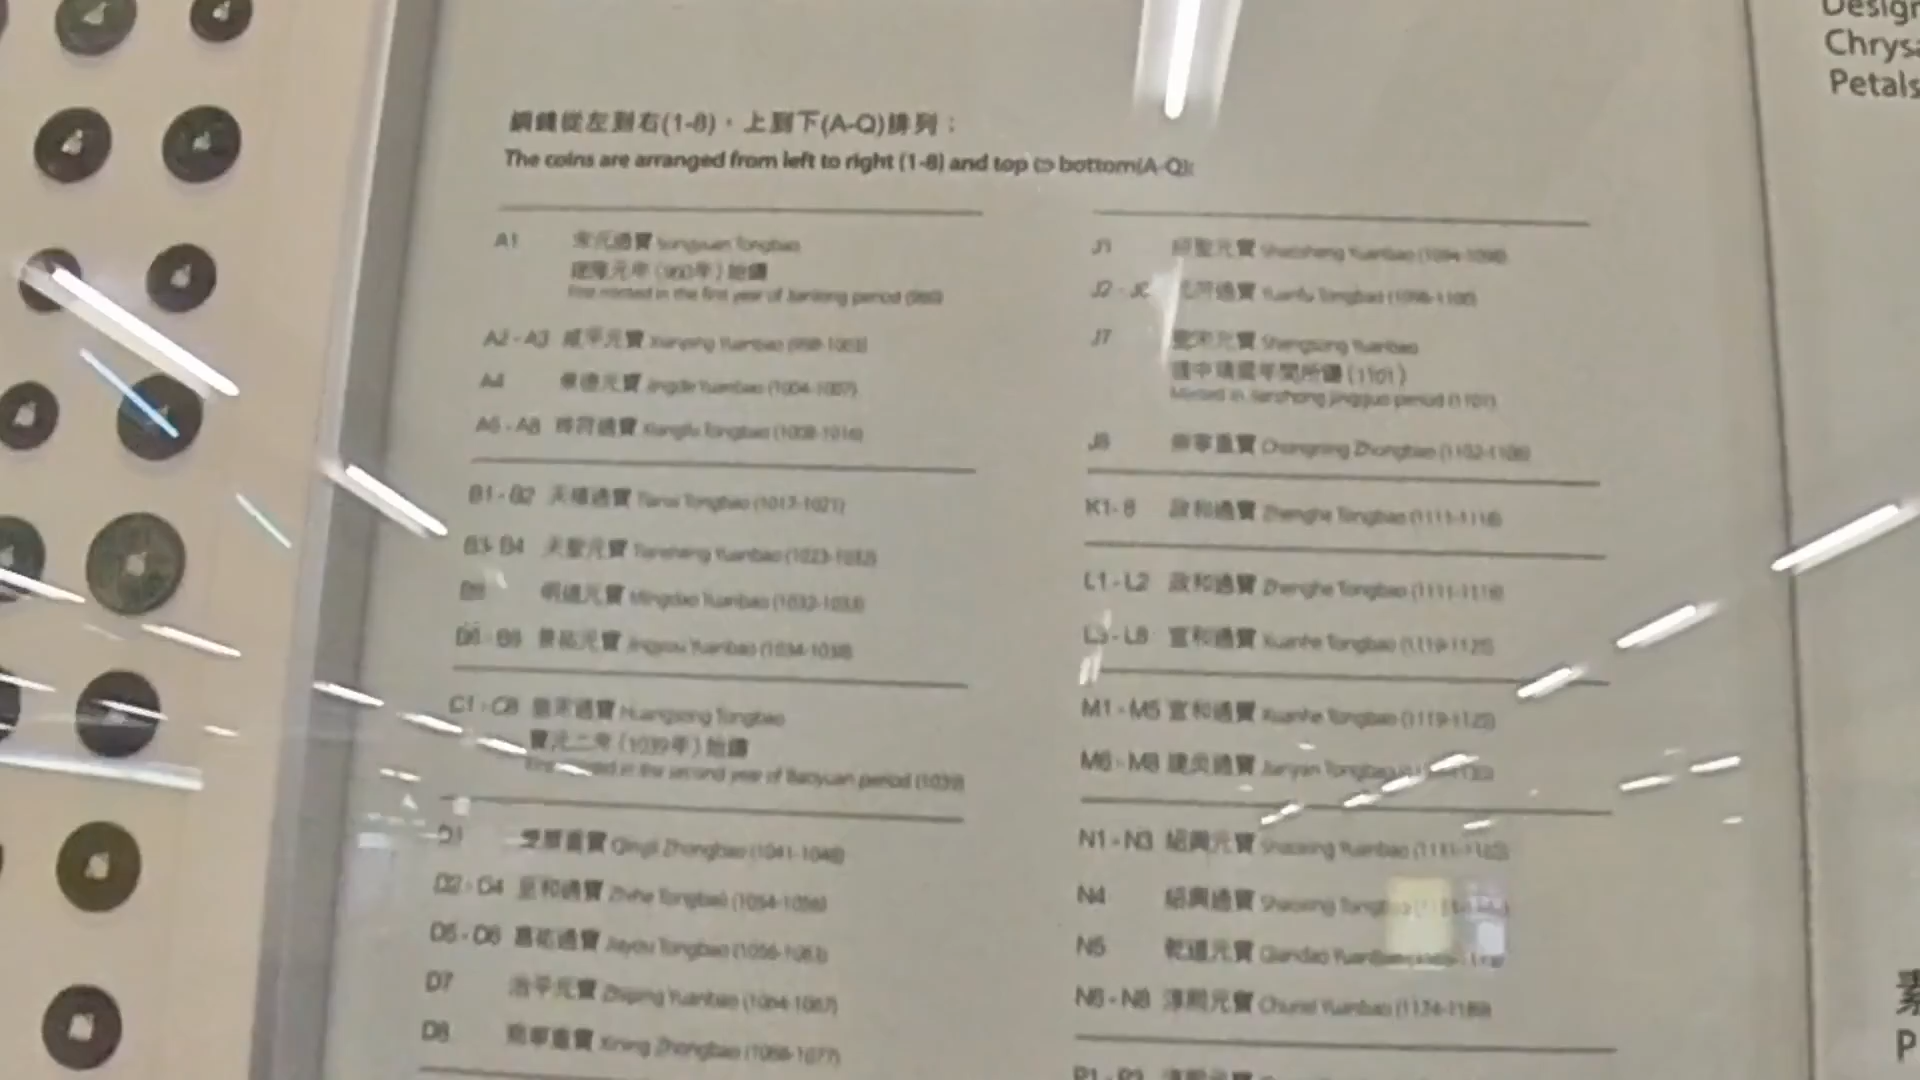 銅錢從左到右(1-8)，上到下(A-Q)排列：
The coins are arranged from left to right (1-8) and top to bottom(A-Q):
A1 宋元通寶 Songyuan Tongbao
建隆元年(960年)始鑄
First minted in the first year of Jianlong period (960)
A2 - A3 咸平元寶 Xianping Yuanbao (998-1003)
A4 景德元寶 Jingde Yuanbao (1004-1007)
祥符通寶 Xiangfu Tongbao (1008-1016)
B1 - B2 天禧通寶 Tianxi Tongbao (1017-1021)
B3- B4 天聖元寶 Tiansheng Yuanbao (1023-1032)
明道元寶 Mingdao Yuanbao (1032-1033)
景祐元寶 Jingyou Yuanbao (1034-1038)
C1 - C8 皇宋通寶 Huangsong Tongbao
寶元二年(1039年)始鑄
minted in the second year of Baoyuan period (1039)
D1 慶曆重寶 Qingli Zhongbao (1041-1048)
D2 - D4 至和通寶 Zhihe Tongbao (1054-1056)
D5 - D6 嘉祐通寶 Jiayou Tongbao (1056-1063)
D7 治平元寶 Zhiping Yuanbao (1064-1067)
D8 熙寧重寶 Xining Zhongbao (1068-1077)
J1 紹聖元寶 Shaosheng Yuanbao (1094-1098)
元符通寶 Yuanfu Tongbao (1098-1100)
J7 聖宋元寶 Shengsong Yuanbao
靖國年間所鑄(1101)
Minted in Jianzhong Jingguo period (1101)
J8 崇寧重寶 Chongning Zhongbao (1102-1106)
K1- 8 政和通寶 Zhenghe Tongbao (1111-1118)
L1 - L2 政和通寶 Zhenghe Tongbao (1111-1118)
L3 - L8 宣和通寶 Xuanhe Tongbao (1119-1125)
M1 - M5 宣和通寶 Xuanhe Tongbao (1119-1125)
M6 - M8 建炎通寶 Jianyan Tongbao
N1 - N3 紹興元寶 Shaoxing Yuanbao (1131-1162)
N4 紹興通寶 Shaoxing Tongbao
N5 乾道元寶 Qiandao Yuanbao
N6 - N8 淳熙元寶 Chunxi Yuanbao (1174-1189)
Design
Chrys
Petals
素
P